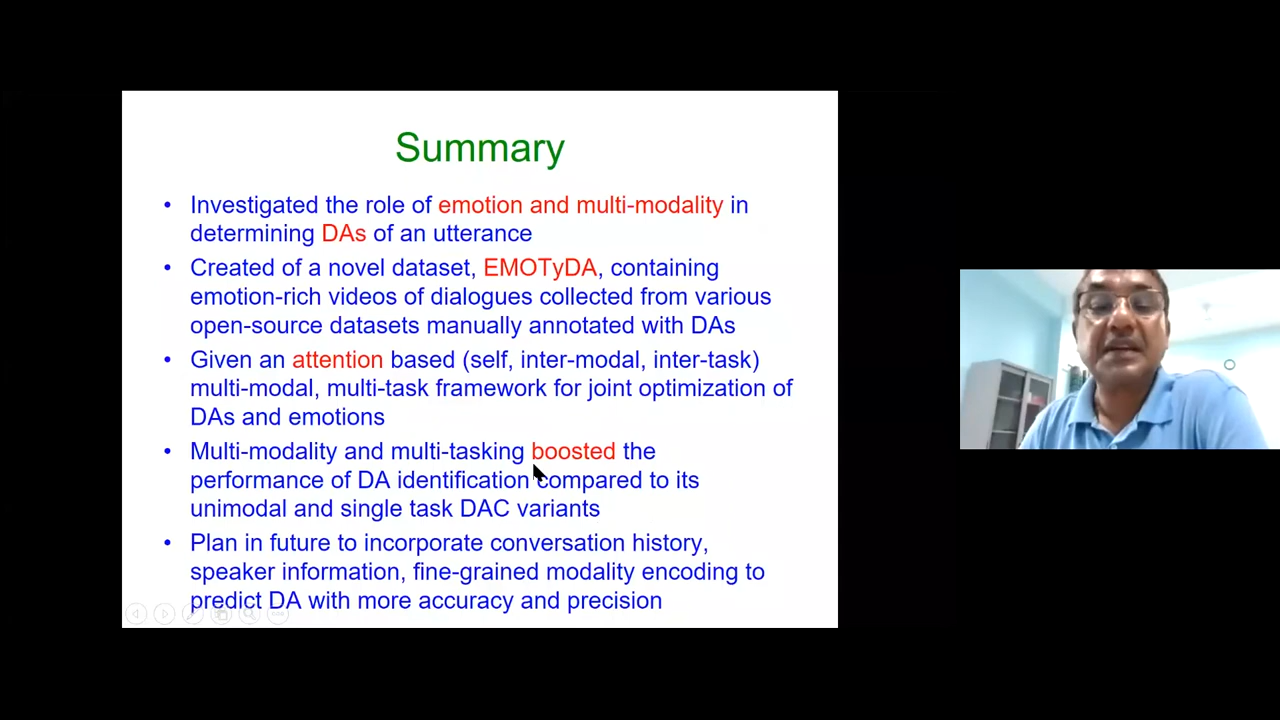 Summary
• Investigated the role of emotion and multi-modality in
determining DAs of an utterance
• Created of a novel dataset, EMOTyDA, containing
emotion-rich videos of dialogues collected from various
open-source datasets manually annotated with DAs
• Given an attention based (self, inter-modal, inter-task)
multi-modal, multi-task framework for joint optimization of
DAs and emotions
• Multi-modality and multi-tasking boosted the
performance of DA identification compared to its
unimodal and single task DAC variants
• Plan in future to incorporate conversation history,
speaker information, fine-grained modality encoding to
predict DA with more accuracy and precision